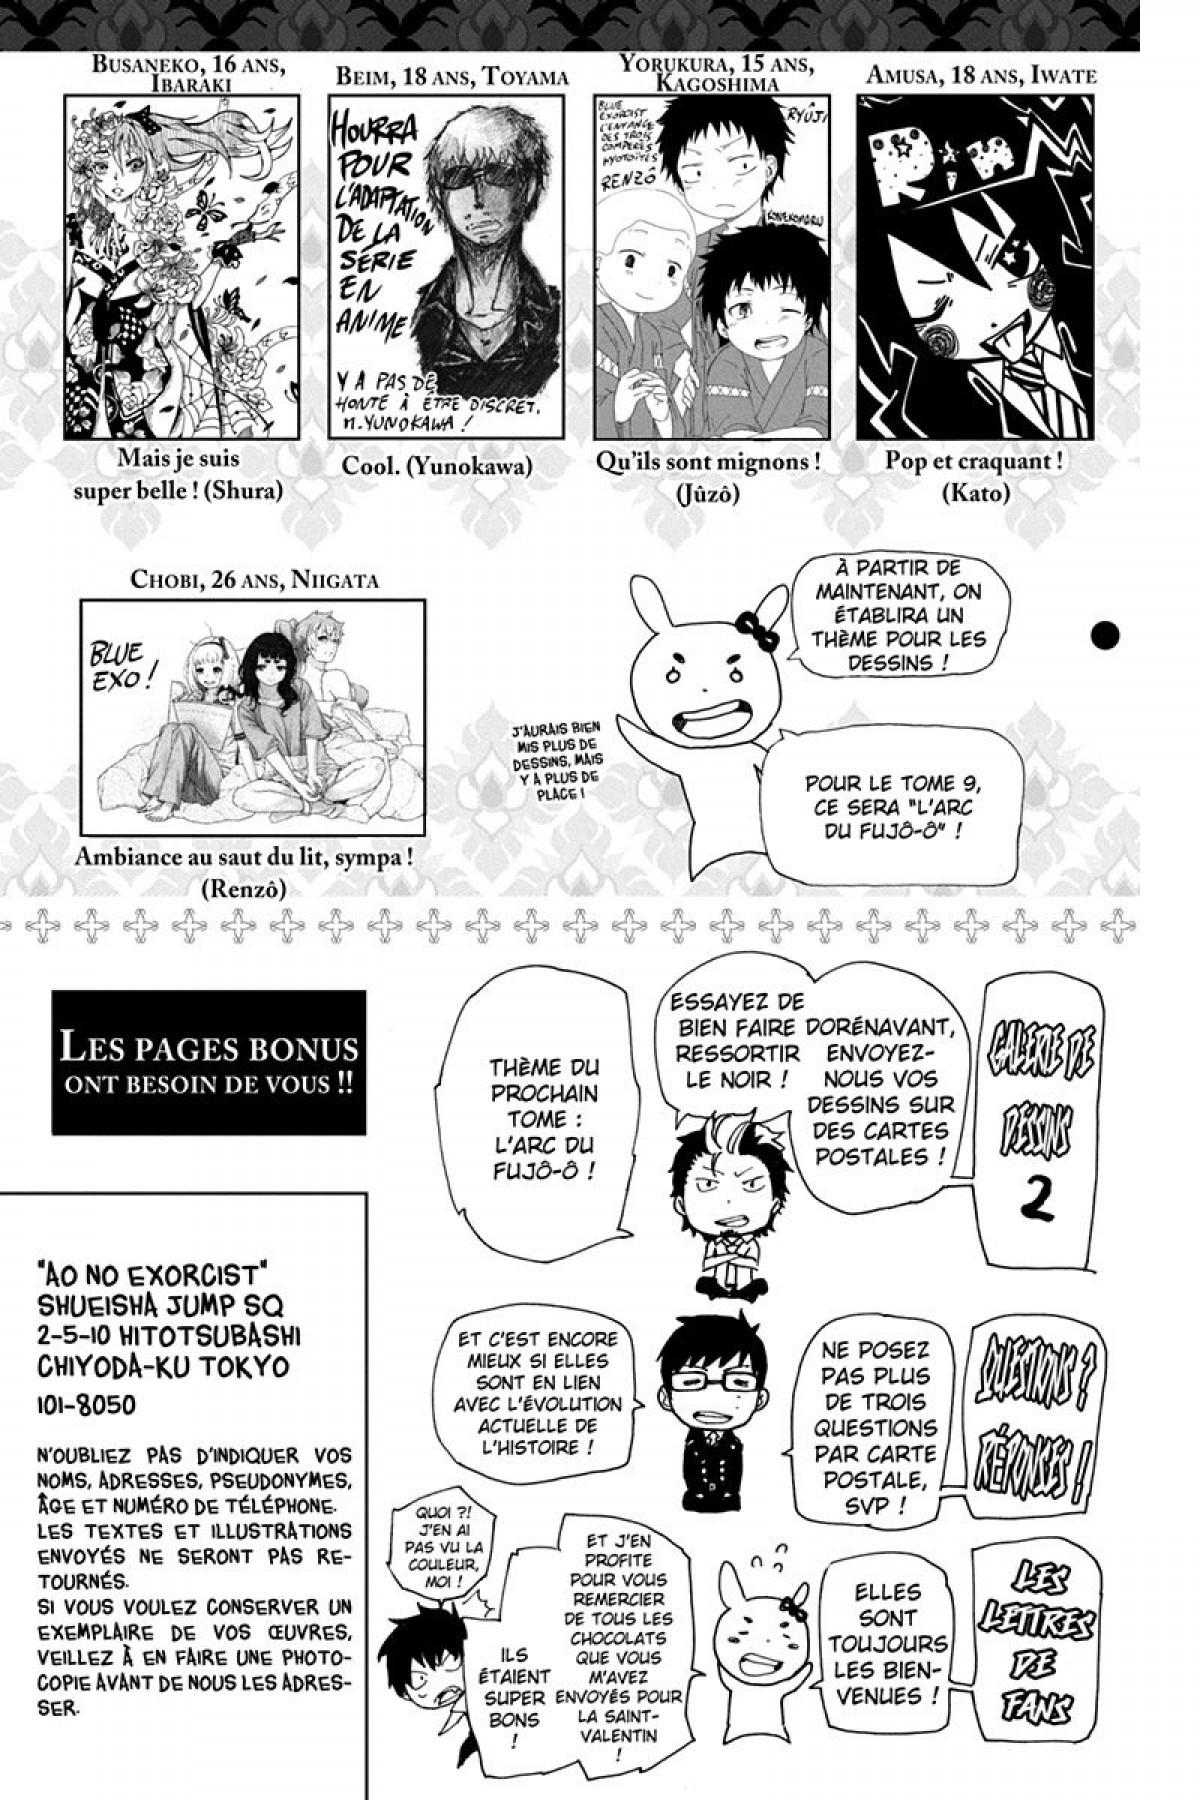 BUSANEKO, 16 ANS,
IBARAKI
Mais je suis
super belle ! (Shura)
BEIM, 18 ANS, TOYAMA
HOURRA
POUR
L'ADAPTATION
DE LA
SÉRIE
EN
ANIME
Y A PAS DE
HONTE À ÊTRE DISCRET,
M. YUNOKAWA !
Cool. (Yunokawa)
YORUKURA, 15 ANS,
KAGOSHIMA
BLUE
EXORCIST
L'ENFANCE
DES TROIS
COMPÈRES
KYOTOÏTES
RYÛJI
RENZÔ
KONEKOMARU
Qu'ils sont mignons !
(Jûzô)
AMUSA, 18 ANS, IWATE
R・i・N
Pop et craquant !
(Kato)
CHOBI, 26 ANS, NIIGATA
BLUE
EXO !
Ambiance au saut du lit, sympa !
(Renzô)
À PARTIR DE
MAINTENANT, ON
ÉTABLIRA UN
THÈME POUR LES
DESSINS !
J'AURAIS BIEN
MIS PLUS DE
DESSINS, MAIS
Y A PLUS DE
PLACE !
POUR LE TOME 9,
CE SERA "L'ARC
DU FUJÔ-Ô" !
LES PAGES BONUS
ONT BESOIN DE VOUS !!
GALERIE DE
DESSINS
2
DORÉNAVANT,
ENVOYEZ-
NOUS VOS
DESSINS SUR
DES CARTES
POSTALES !
ESSAYEZ DE
BIEN FAIRE
RESSORTIR
LE NOIR !
THÈME DU
PROCHAIN
TOME :
L'ARC DU
FUJÔ-Ô !
QUESTIONS ?
RÉPONSES !
NE POSEZ
PAS PLUS
DE TROIS
QUESTIONS
PAR CARTE
POSTALE,
SVP !
ET C'EST ENCORE
MIEUX SI ELLES
SONT EN LIEN
AVEC L'ÉVOLUTION
ACTUELLE DE
L'HISTOIRE !
LES
LETTRES
DE
FANS
ELLES
SONT
TOUJOURS
LES BIEN-
VENUES !
ET J'EN
PROFITE
POUR VOUS
REMERCIER
DE TOUS LES
CHOCOLATS
QUE VOUS
M'AVEZ
ENVOYÉS POUR
LA SAINT-
VALENTIN
!
ILS
ÉTAIENT
SUPER
BONS
!
QUOI ?!
J'EN AI
PAS VU LA
COULEUR,
MOI !
"AO NO EXORCIST"
SHUEISHA JUMP SQ
2-5-10 HITOTSUBASHI
CHIYODA-KU TOKYO
101-8050
N'OUBLIEZ PAS D'INDIQUER VOS
NOMS, ADRESSES, PSEUDONYMES,
ÂGE ET NUMÉRO DE TÉLÉPHONE.
LES TEXTES ET ILLUSTRATIONS
ENVOYÉS NE SERONT PAS RE-
TOURNÉS.
SI VOUS VOULEZ CONSERVER UN
EXEMPLAIRE DE VOS ŒUVRES,
VEILLEZ À EN FAIRE UNE PHOTO-
COPIE AVANT DE NOUS LES ADRES-
SER.